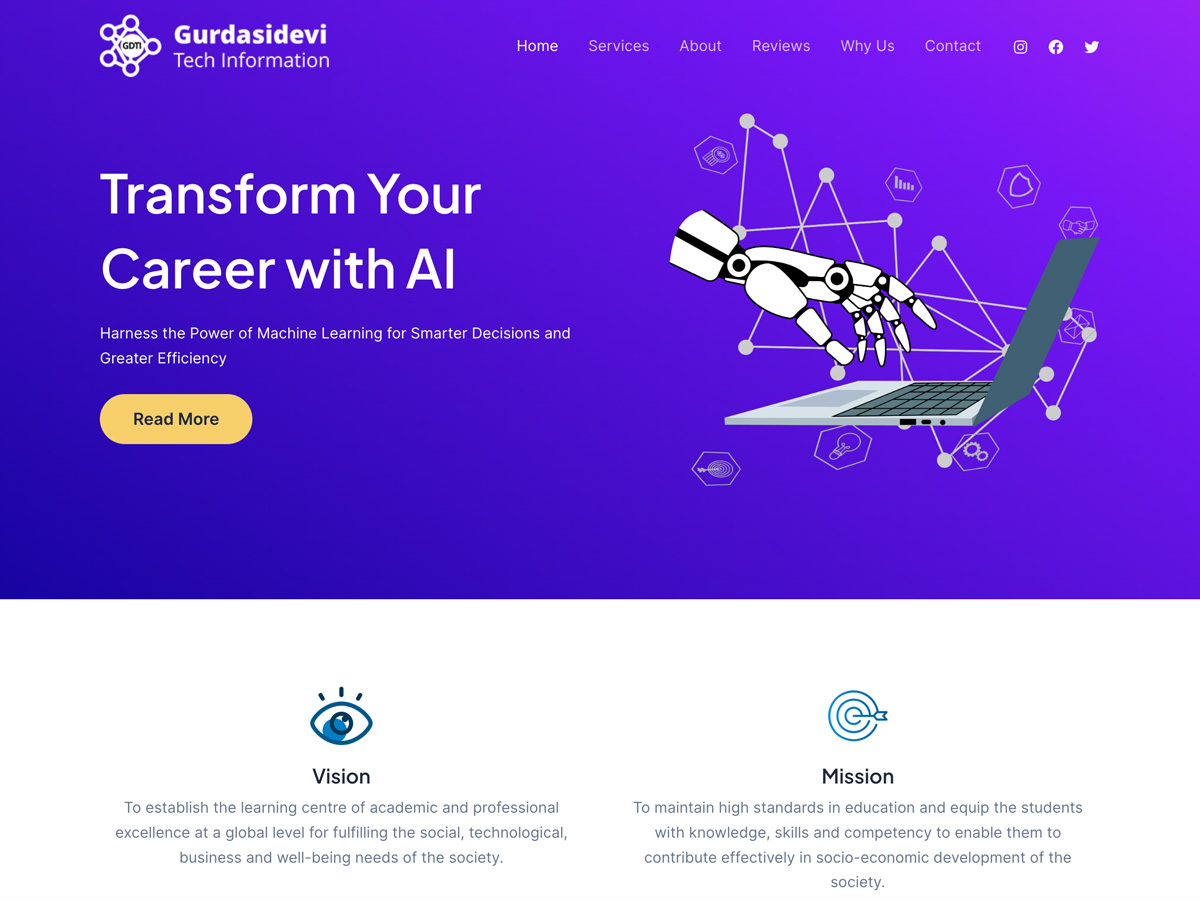 GDTI
Gurdasidevi
Tech Information
Home Services About Reviews Why Us Contact
Transform Your
Career with AI
Harness the Power of Machine Learning for Smarter Decisions and
Greater Efficiency
Read More
Vision
To establish the learning centre of academic and professional
excellence at a global level for fulfilling the social, technological,
business and well-being needs of the society.
Mission
To maintain high standards in education and equip the students
with knowledge, skills and competency to enable them to
contribute effectively in socio-economic development of the
society.